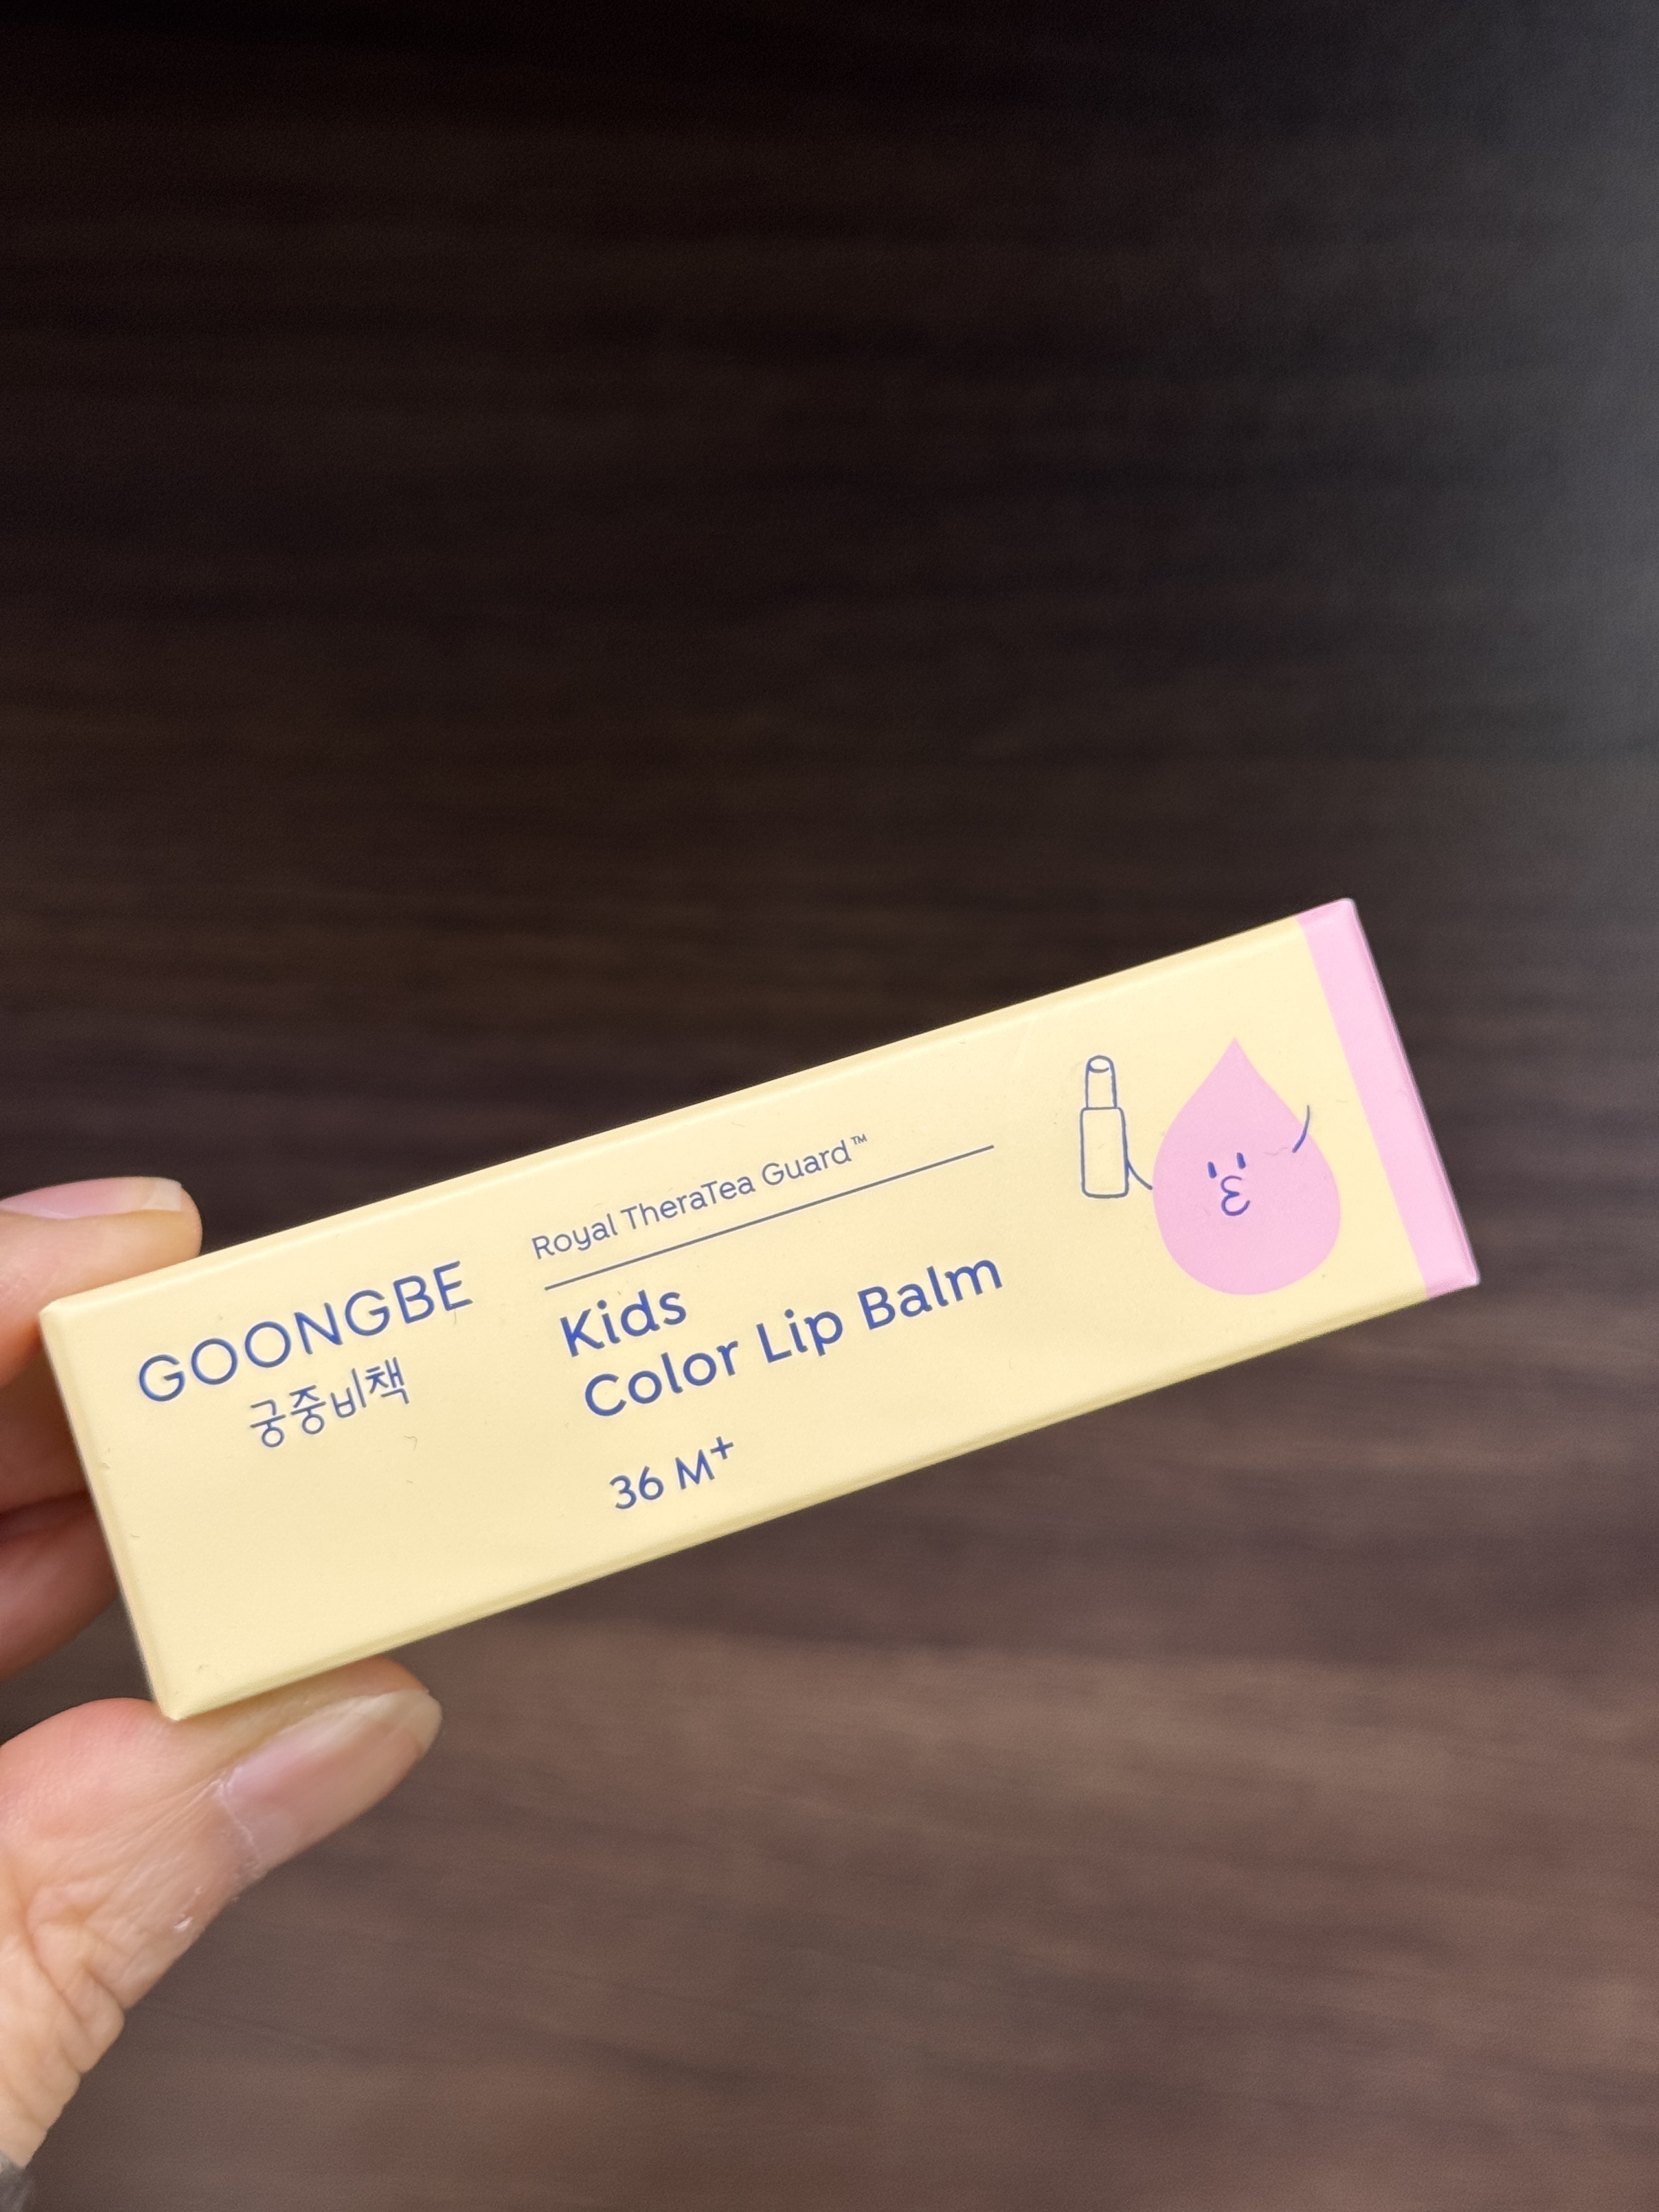 GOONGBE
궁중비책
Royal TheraTea Guard™
Kids
Color Lip Balm
36 M+